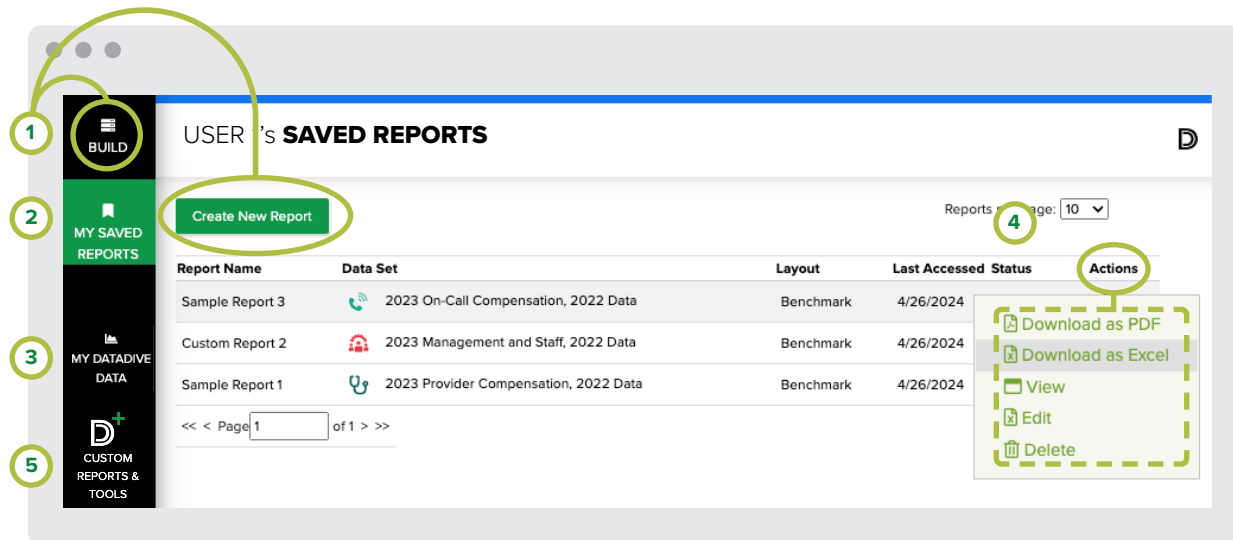 1
BUILD
USER 's SAVED REPORTS
D
2
MY SAVED
REPORTS
Create New Report
Reports age: 10
4
Report Name Data Set Layout Last Accessed Status Actions
Sample Report 3 2023 On-Call Compensation, 2022 Data Benchmark 4/26/2024
Custom Report 2 2023 Management and Staff, 2022 Data Benchmark 4/26/2024
Sample Report 1 2023 Provider Compensation, 2022 Data Benchmark 4/26/2024
<< < Page 1 of 1 > >>
Download as PDF
Download as Excel
View
Edit
Delete
3
MY DATADIVE
DATA
D+
5
CUSTOM
REPORTS &
TOOLS